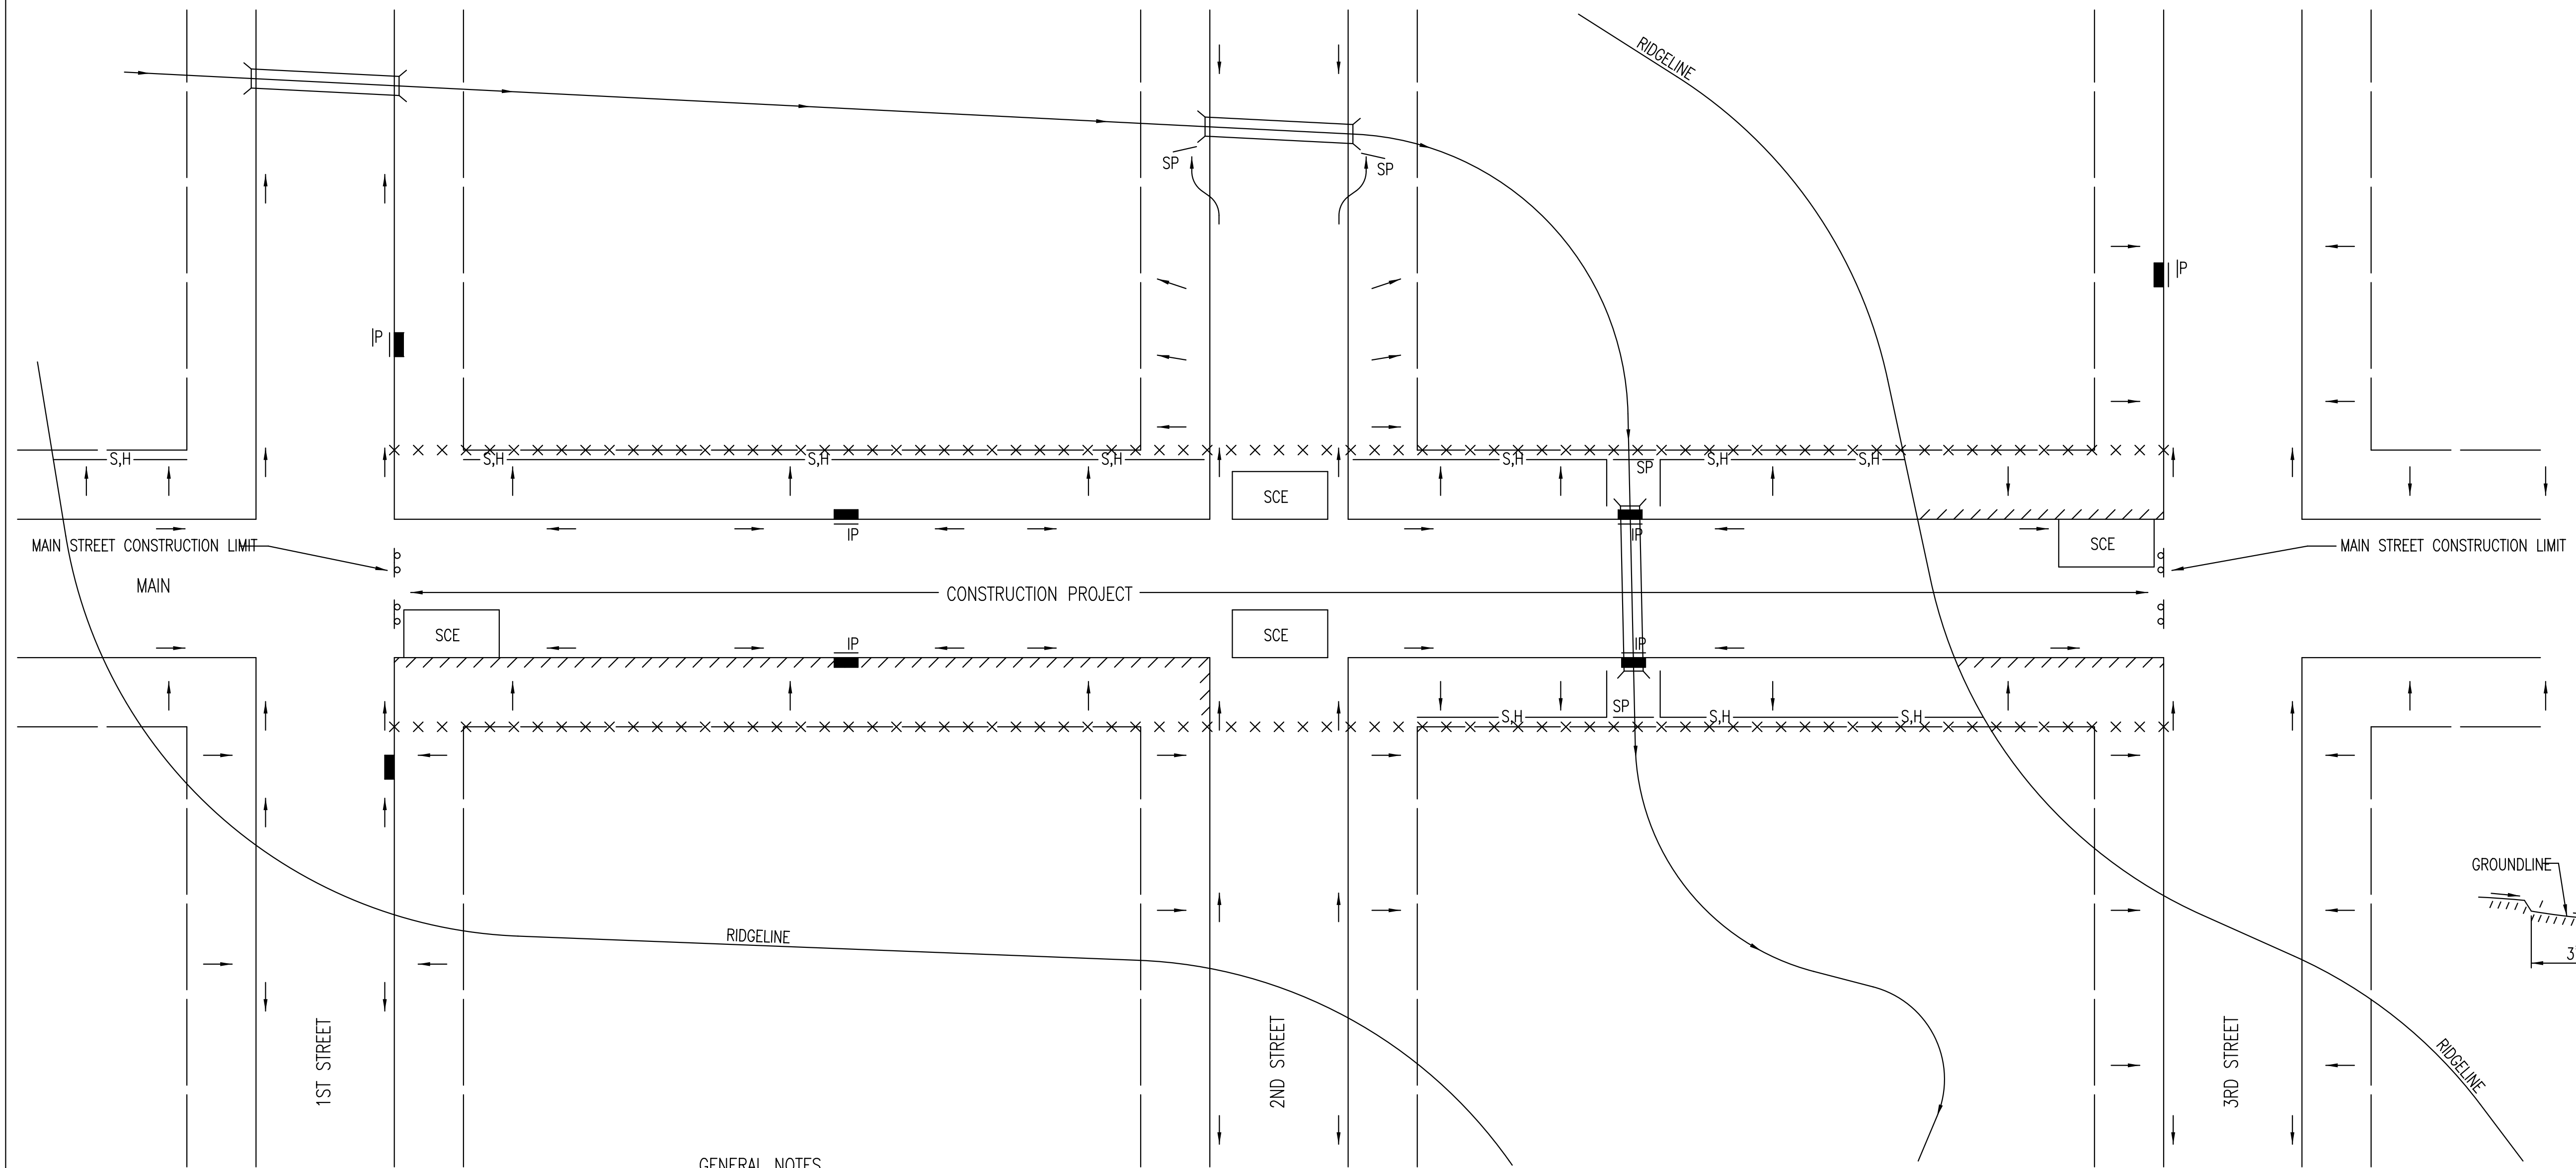 RIDGELINE
SP
SP
IP
IP
S,H
S,H
S,H
S,H
S,H
SP
S,H
S,H
SCE
IP
IP
MAIN STREET CONSTRUCTION LIMIT
SCE
MAIN STREET CONSTRUCTION LIMIT
MAIN
CONSTRUCTION PROJECT
SCE
SCE
IP
IP
S,H
SP
S,H
S,H
GROUNDLINE
RIDGELINE
3
1ST STREET
2ND STREET
3RD STREET
RIDGELINE
GENERAL NOTES